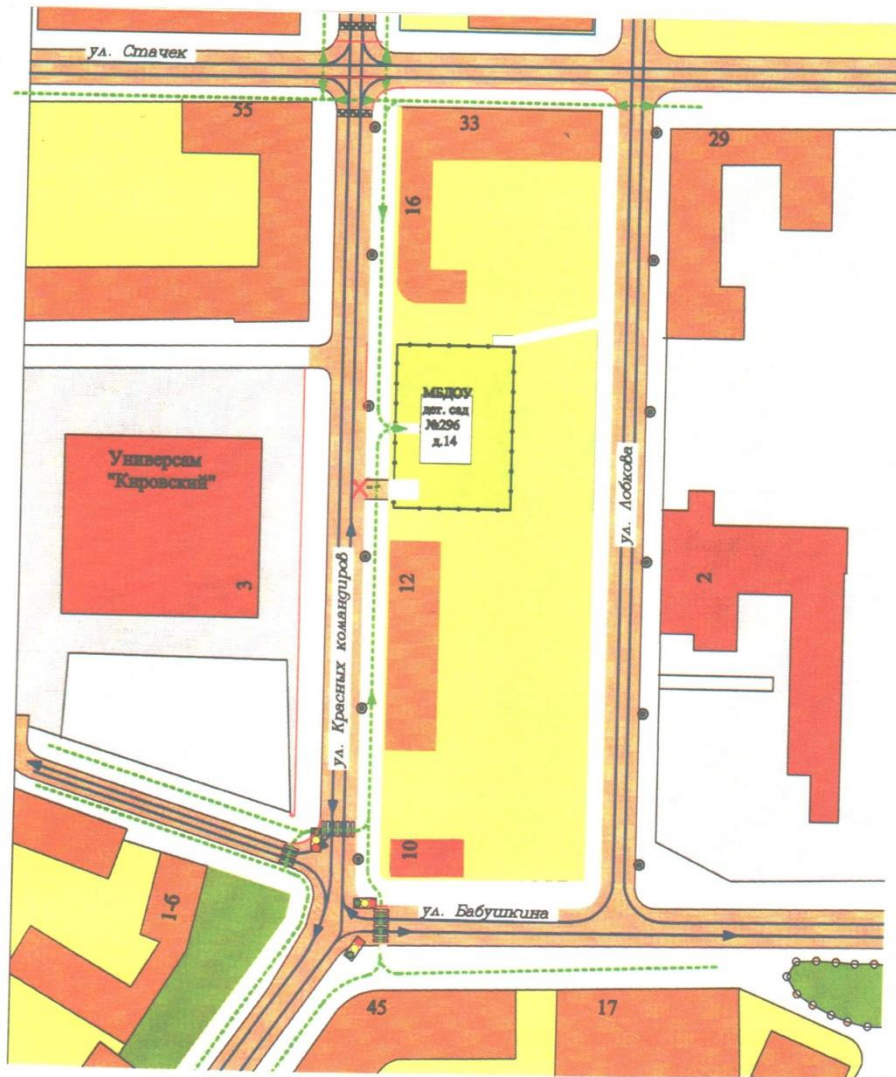 ул. Стачек
55
33
29
16
МБДОУ
дет. сад
№296
д.14
Универсам
"Кировский"
3
ул. Лобкова
ул. Красных командиров
12
2
10
ул. Бабушкина
1-6
45
17